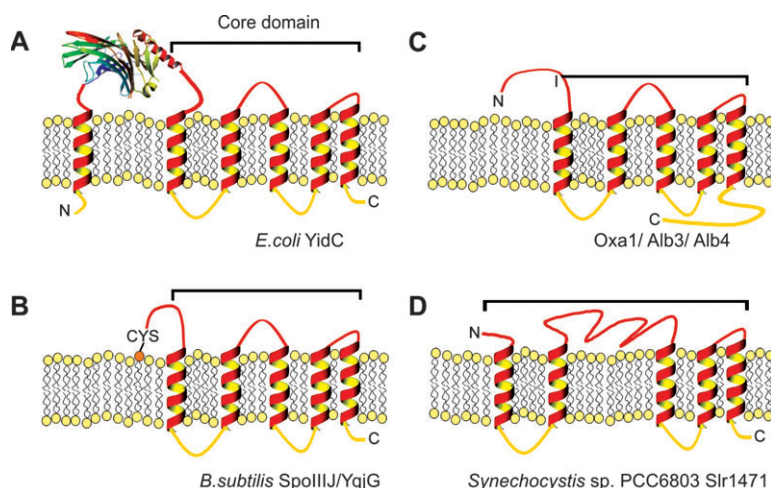 Core domain
A
N
C
E.coli YidC
C
N
C
Oxa1/ Alb3/ Alb4
B
CYS
C
B.subtilis SpoIIIJ/YqjG
D
N
C
Synechocystis sp. PCC6803 Slr1471